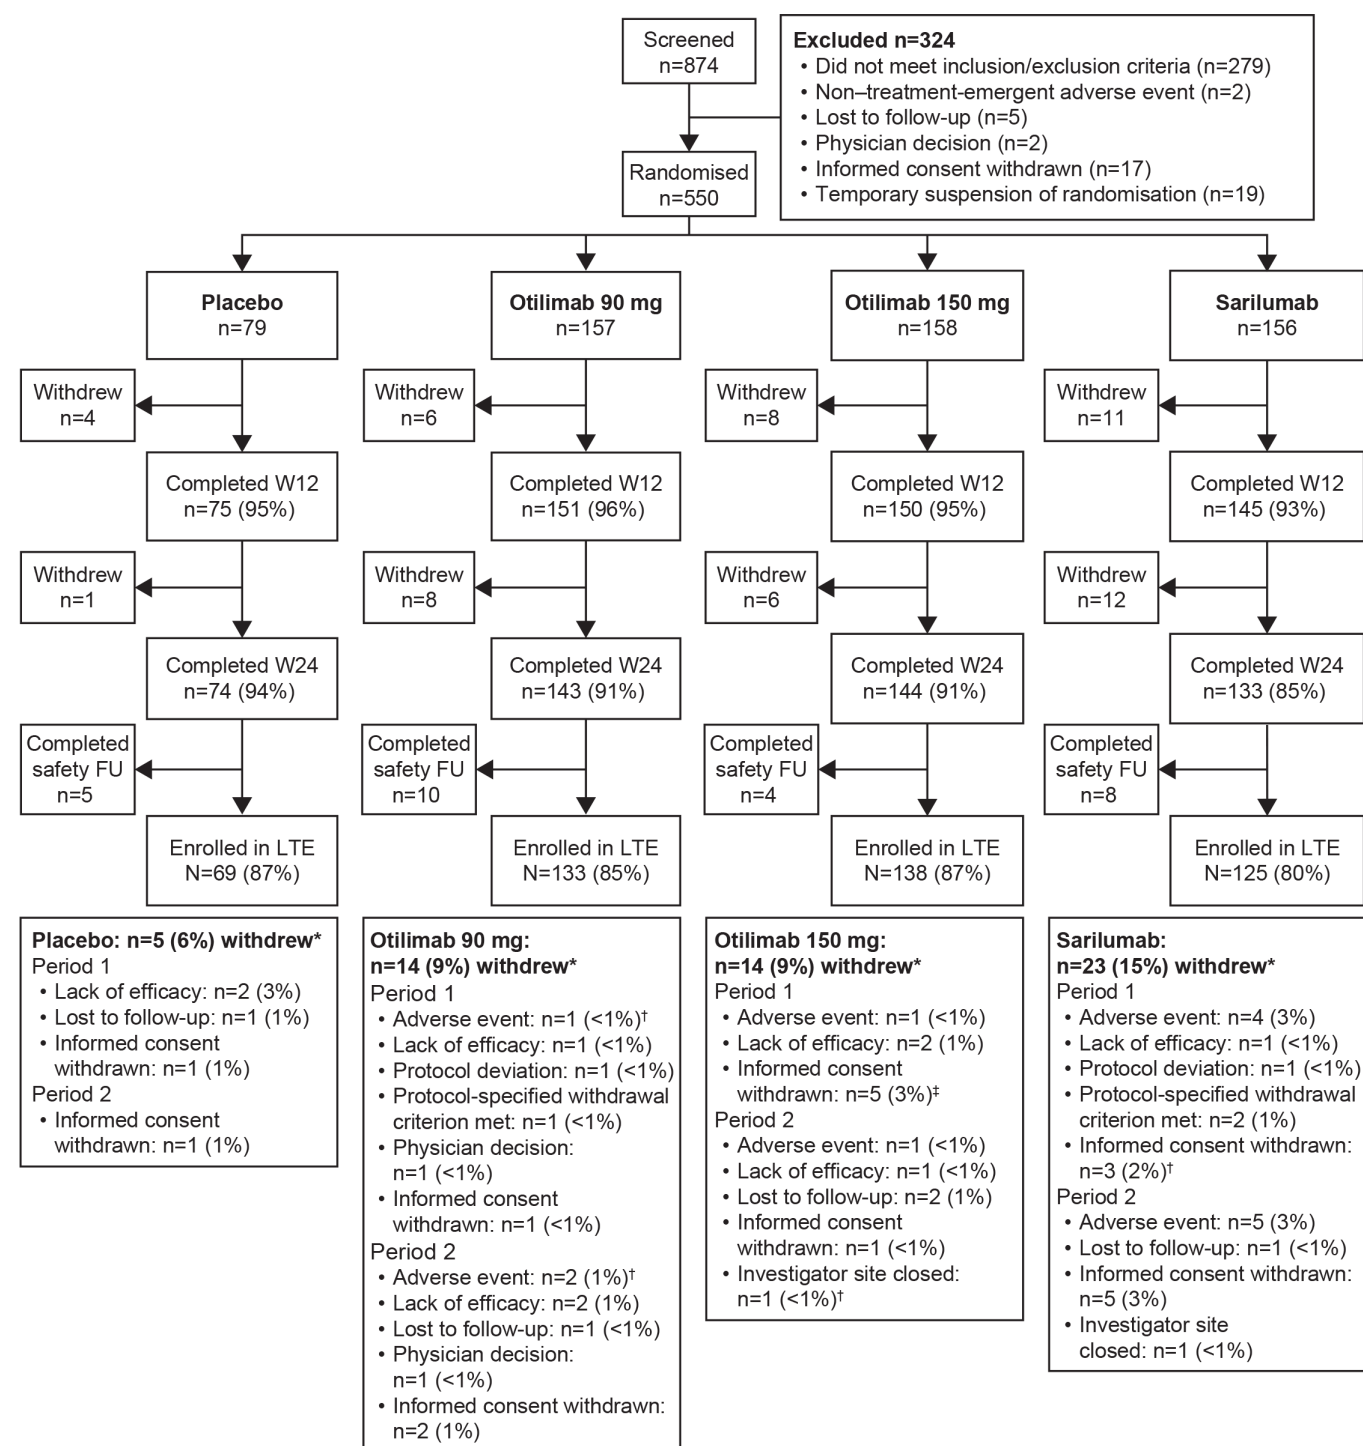 Screened
n=874
Excluded n=324
• Did not meet inclusion/exclusion criteria (n=279)
• Non–treatment-emergent adverse event (n=2)
• Lost to follow-up (n=5)
• Physician decision (n=2)
• Informed consent withdrawn (n=17)
• Temporary suspension of randomisation (n=19)
Randomised
n=550
Placebo
n=79
Otilimab 90 mg
n=157
Otilimab 150 mg
n=158
Sarilumab
n=156
Withdrew
n=4
Withdrew
n=6
Withdrew
n=8
Withdrew
n=11
Completed W12
n=75 (95%)
Completed W12
n=151 (96%)
Completed W12
n=150 (95%)
Completed W12
n=145 (93%)
Withdrew
n=1
Withdrew
n=8
Withdrew
n=6
Withdrew
n=12
Completed W24
n=74 (94%)
Completed W24
n=143 (91%)
Completed W24
n=144 (91%)
Completed W24
n=133 (85%)
Completed
safety FU
n=5
Completed
safety FU
n=10
Completed
safety FU
n=4
Completed
safety FU
n=8
Enrolled in LTE
N=69 (87%)
Enrolled in LTE
N=133 (85%)
Enrolled in LTE
N=138 (87%)
Enrolled in LTE
N=125 (80%)
Placebo: n=5 (6%) withdrew*
Period 1
• Lack of efficacy: n=2 (3%)
• Lost to follow-up: n=1 (1%)
• Informed consent
withdrawn: n=1 (1%)
Period 2
• Informed consent
withdrawn: n=1 (1%)
Otilimab 90 mg:
n=14 (9%) withdrew*
Period 1
• Adverse event: n=1 (<1%)†
• Lack of efficacy: n=1 (<1%)
• Protocol deviation: n=1 (<1%)
• Protocol-specified withdrawal
criterion met: n=1 (<1%)
• Physician decision:
n=1 (<1%)
• Informed consent
withdrawn: n=1 (<1%)
Period 2
• Adverse event: n=2 (1%)†
• Lack of efficacy: n=2 (1%)
• Lost to follow-up: n=1 (<1%)
• Physician decision:
n=1 (<1%)
• Informed consent withdrawn:
n=2 (1%)
Otilimab 150 mg:
n=14 (9%) withdrew*
Period 1
• Adverse event: n=1 (<1%)
• Lack of efficacy: n=2 (1%)
• Informed consent
withdrawn: n=5 (3%)‡
Period 2
• Adverse event: n=1 (<1%)
• Lack of efficacy: n=1 (<1%)
• Lost to follow-up: n=2 (1%)
• Informed consent
withdrawn: n=1 (<1%)
• Investigator site closed:
n=1 (<1%)†
Sarilumab:
n=23 (15%) withdrew*
Period 1
• Adverse event: n=4 (3%)
• Lack of efficacy: n=1 (<1%)
• Protocol deviation: n=1 (<1%)
• Protocol-specified withdrawal
criterion met: n=2 (1%)
• Informed consent withdrawn:
n=3 (2%)†
Period 2
• Adverse event: n=5 (3%)
• Lost to follow-up: n=1 (<1%)
• Informed consent withdrawn:
n=5 (3%)
• Investigator site
closed: n=1 (<1%)